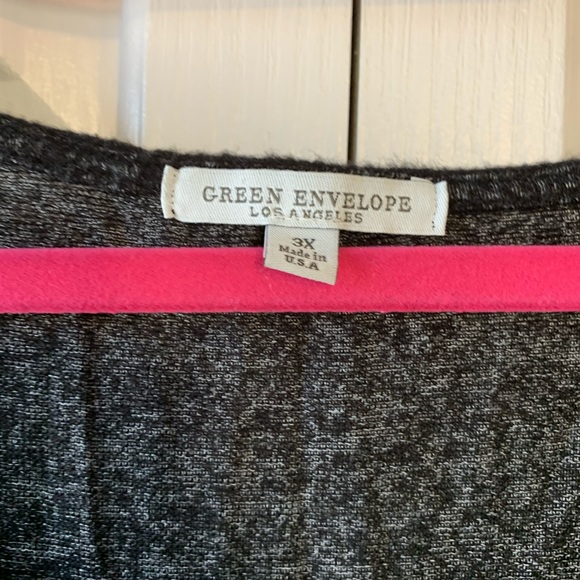 GREEN ENVELOPE
LOS ANGELES
3X
Made in
U.S.A